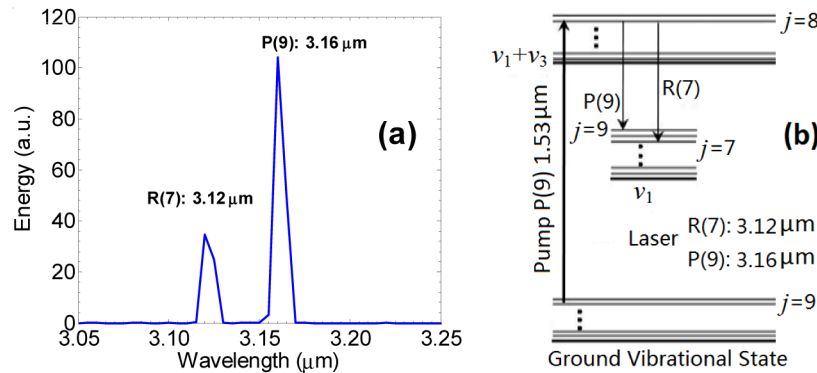 120
100
80
60
40
20
0
Energy (a.u.)
P(9): 3.16 μm
(a)
R(7): 3.12 μm
3.05
3.10
3.15
3.20
3.25
Wavelength (μm)
j=8
ν₁+ν₃
P(9)
R(7)
(b)
j=9
j=7
ν₁
Pump P(9) 1.53μm
Laser
R(7): 3.12μm
P(9): 3.16μm
j=9
Ground Vibrational State